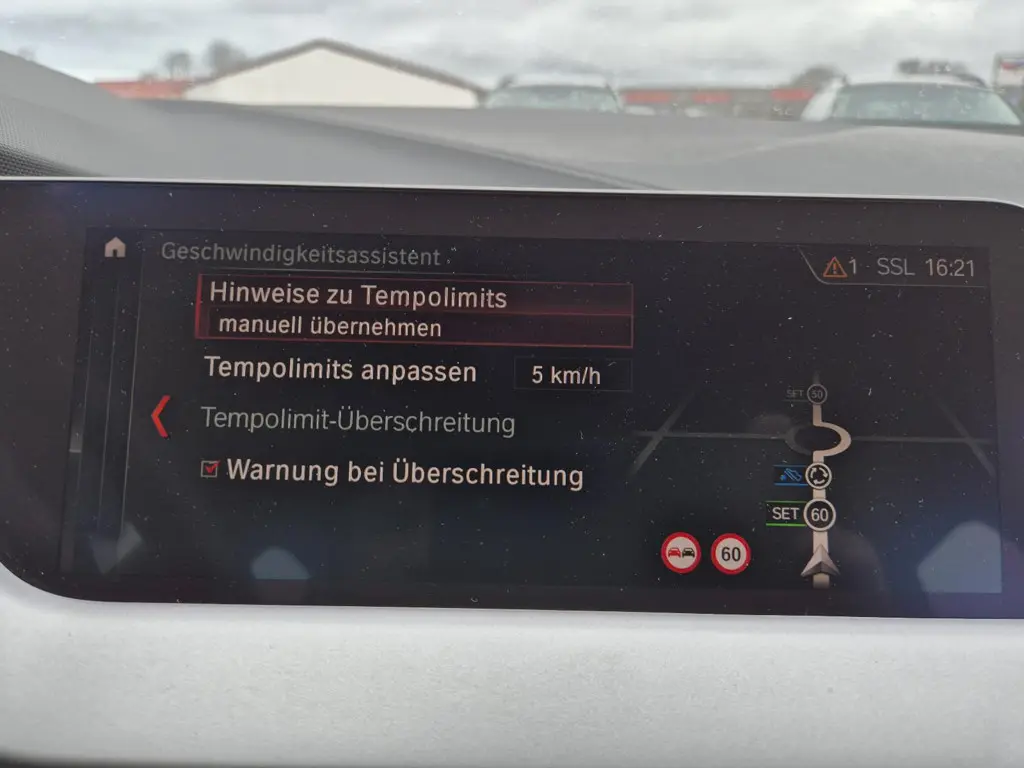 Geschwindigkeitsassistent
1 SSL 16:21
Hinweise zu Tempolimits
manuell übernehmen
Tempolimits anpassen 5 km/h
SET 50
Tempolimit-Überschreitung
Warnung bei Überschreitung
SET 60
60